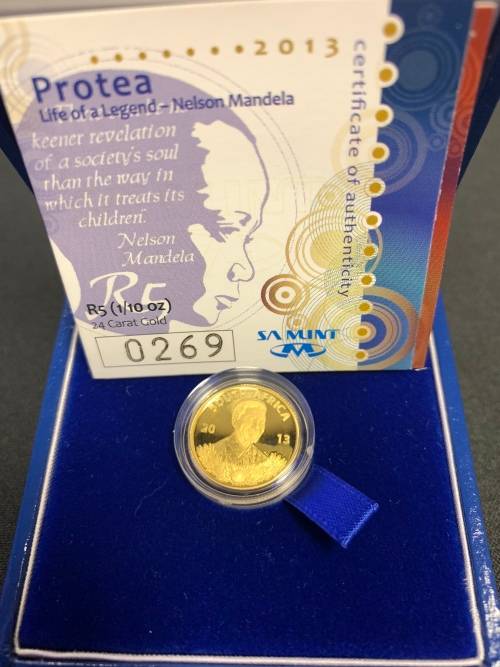 2013
Protea
Life of a Legend – Nelson Mandela
keener revelation
of a society's soul
than the way in
which it treats its
children.
Nelson
Mandela
R5
R5 (1/10 oz)
24 Carat Gold
0269
certificate of authenticity
SA MINT
SOUTH AFRICA
20 13